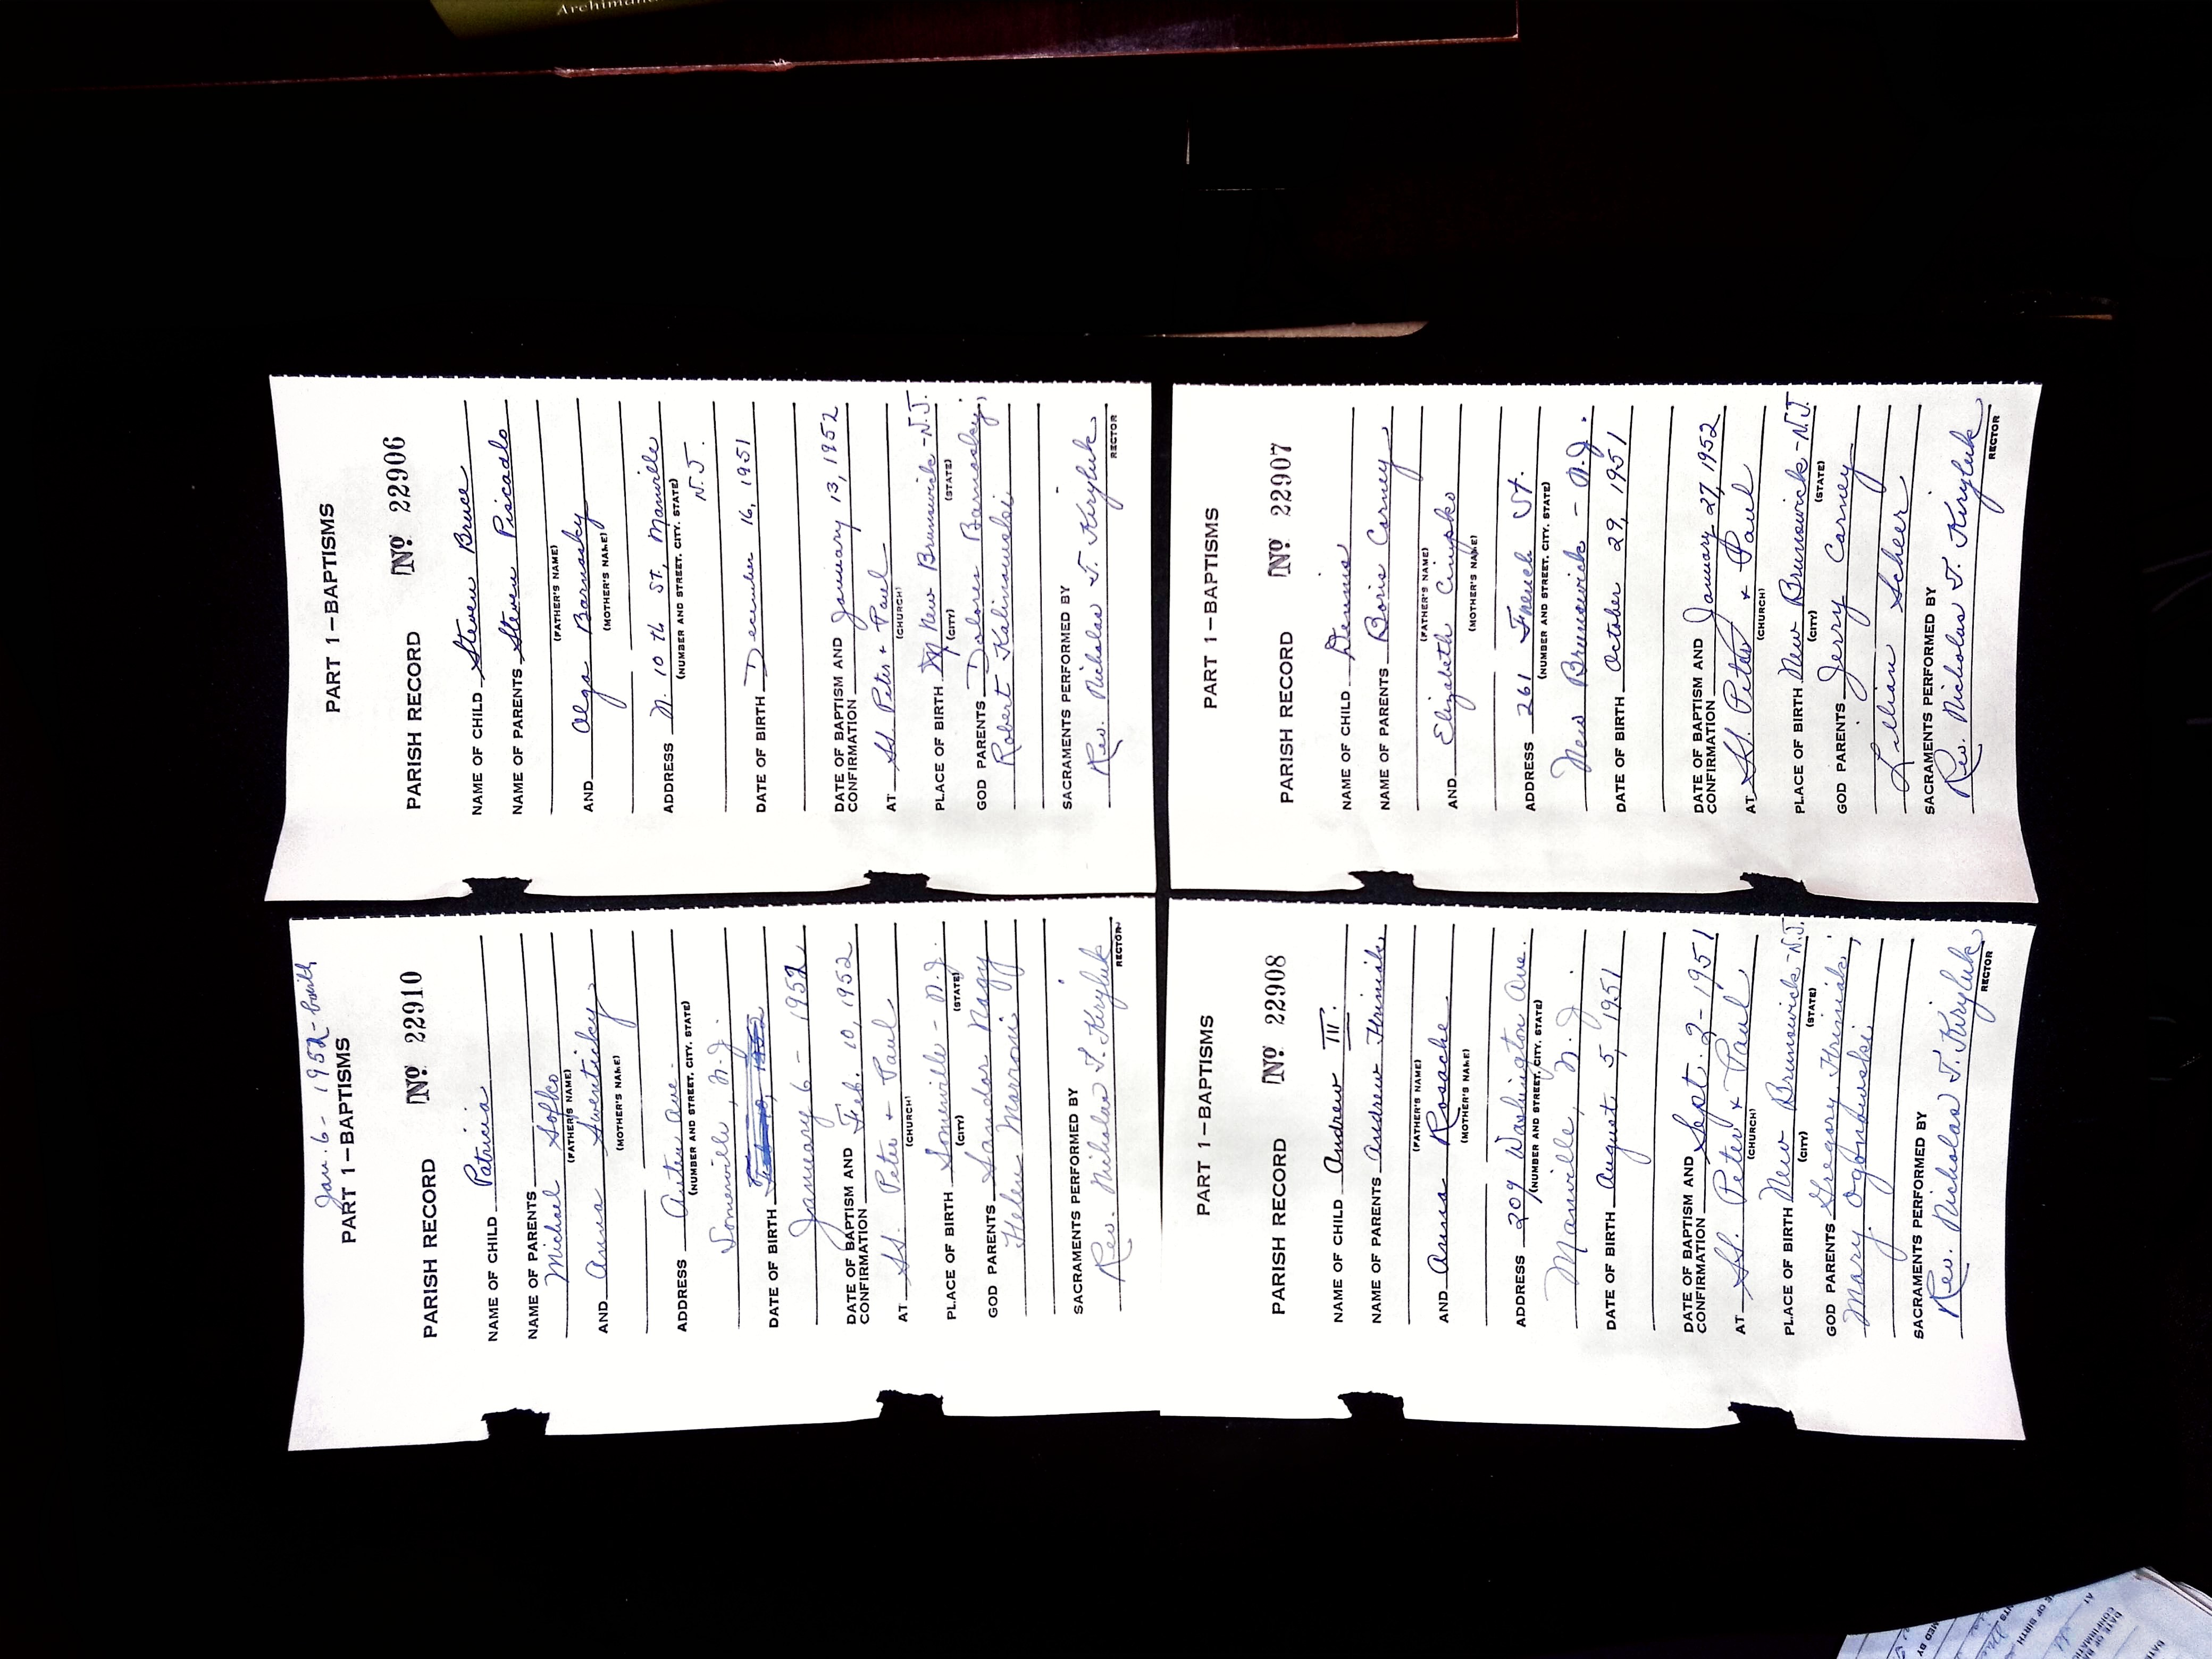 Jan. 6 - 1952 - birth
PART 1—BAPTISMS
PARISH RECORD No 22910
NAME OF CHILD Patricia
NAME OF PARENTS
Michael Sofko
(FATHER'S NAME)
AND Anna Swenticky
(MOTHER'S NAME)
ADDRESS Auten Ave.
(NUMBER AND STREET, CITY, STATE)
Somerville, N.J.
DATE OF BIRTH Feb. 10, 1952
January 6 - 1952
DATE OF BAPTISM AND
CONFIRMATION Feb. 10, 1952
AT SS. Peter + Paul
(CHURCH)
PLACE OF BIRTH Somerville - N.J.
(CITY) (STATE)
GOD PARENTS Sandor Nagy
Helen Marroni
SACRAMENTS PERFORMED BY
Rev. Nicholas T. Kiryluk
RECTOR
PART 1—BAPTISMS
PARISH RECORD No 22906
NAME OF CHILD Steven Bruce
NAME OF PARENTS Steven Piscadlo
(FATHER'S NAME)
AND Olga Barnosky
(MOTHER'S NAME)
ADDRESS N. 10th St., Manville
(NUMBER AND STREET, CITY, STATE)
N.J.
DATE OF BIRTH December 16, 1951
DATE OF BAPTISM AND
CONFIRMATION January 13, 1952
AT SS. Peter + Paul
(CHURCH)
PLACE OF BIRTH New Brunswick - N.J.
(CITY) (STATE)
GOD PARENTS Dolores Barnosky;
Robert Kalinowski
SACRAMENTS PERFORMED BY
Rev. Nicholas T. Kiryluk
RECTOR
PART 1—BAPTISMS
PARISH RECORD No 22908
NAME OF CHILD Andrew III.
NAME OF PARENTS Andrew Hriniak
(FATHER'S NAME)
AND Anna Rosache
(MOTHER'S NAME)
ADDRESS 209 Washington Ave.
(NUMBER AND STREET, CITY, STATE)
Manville, N.J.
DATE OF BIRTH August 5, 1951
DATE OF BAPTISM AND
CONFIRMATION Sept. 2 - 1951
AT SS. Peter + Paul
(CHURCH)
PLACE OF BIRTH New Brunswick - N.J.
(CITY) (STATE)
GOD PARENTS Gregory Hriniak;
Mary Ogonowski
SACRAMENTS PERFORMED BY
Rev. Nicholas T. Kiryluk
RECTOR
PART 1—BAPTISMS
PARISH RECORD No 22907
NAME OF CHILD Dennis
NAME OF PARENTS Boris Carney
(FATHER'S NAME)
AND Elizabeth Cimpko
(MOTHER'S NAME)
ADDRESS 261 French St.
(NUMBER AND STREET, CITY, STATE)
New Brunswick - N.J.
DATE OF BIRTH October 29, 1951
DATE OF BAPTISM AND
CONFIRMATION January 27, 1952
AT SS. Peter + Paul
(CHURCH)
PLACE OF BIRTH New Brunswick - N.J.
(CITY) (STATE)
GOD PARENTS Jerry Carney
Lillian Scheer
SACRAMENTS PERFORMED BY
Rev. Nicholas T. Kiryluk
RECTOR